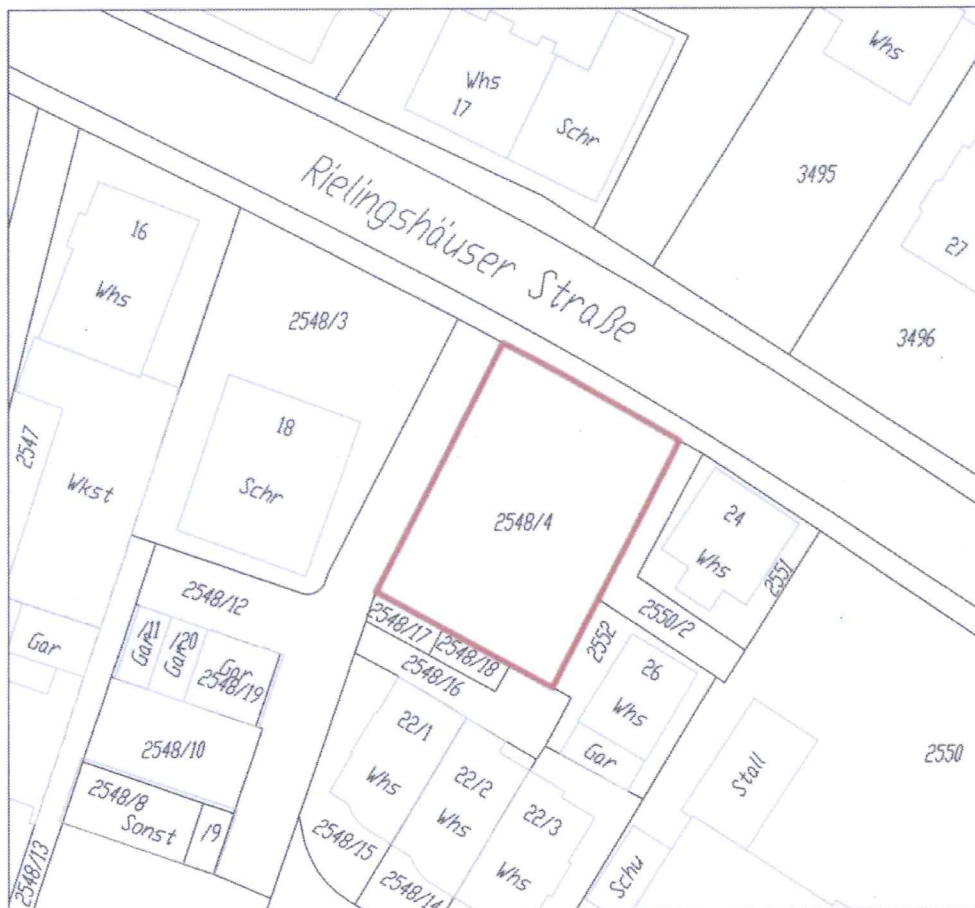 Whs
Whs
17
Schr
3495
Rielingshäuser Straße
16
Whs
27
2548/3
3496
18
Schr
2547
Wkst
2548/4
24
Whs
2551
2548/12
2550/2
/11
Gar
/20
Gar
Gar
2548/19
Gar
2548/17
2548/18
2552
2548/16
26
Whs
Gar
22/1
Whs
2548/10
2550
Stall
22/2
Whs
2548/8
Sonst
/9
22/3
Whs
2548/15
2548/13
2548/14
Schu